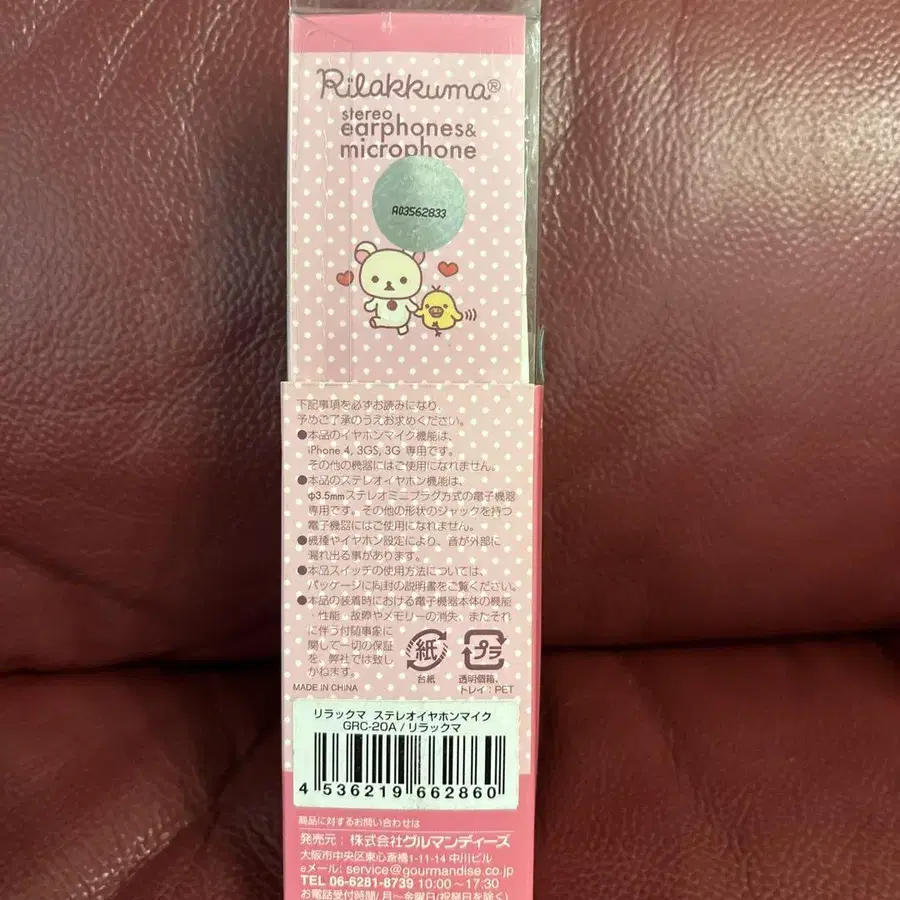 Rilakkuma®
stereo
earphones&
microphone
A03562833
下記事項を必ずお読みになり、
予めご了承のうえお求めください。
●本品のイヤホンマイク機能は、
iPhone 4, 3GS, 3G 専用です。
その他の機器にはご使用になれません。
●本品のステレオイヤホン機能は、
φ3.5mmステレオミニプラグ方式の電子機器
専用です。その他の形状のジャックを持つ
電子機器にはご使用になれません。
●機種やイヤホン設定により、音が外部に
漏れ出る事があります。
●本品スイッチの使用方法については、
パッケージに同封の説明書をご覧ください。
●本品の装着時における電子機器本体の機能
・性能・故障やメモリーの消失、またそれ
に伴う付随事象に
関して一切の保証
を、弊社では致し
かねます。
紙
台紙
プラ
透明個箱、
トレイ:PET
MADE IN CHINA
リラックマ ステレオイヤホンマイク
GRC-20A / リラックマ
4 536219 662860
商品に対するお問い合わせは
発売元:株式会社グルマンディーズ
大阪市中央区東心斎橋1-11-14 中川ビル
eメール: service@gourmandise.co.jp
TEL 06-6281-8739 10:00～17:30
お電話受付時間/月～金曜日(祝祭日を除く)